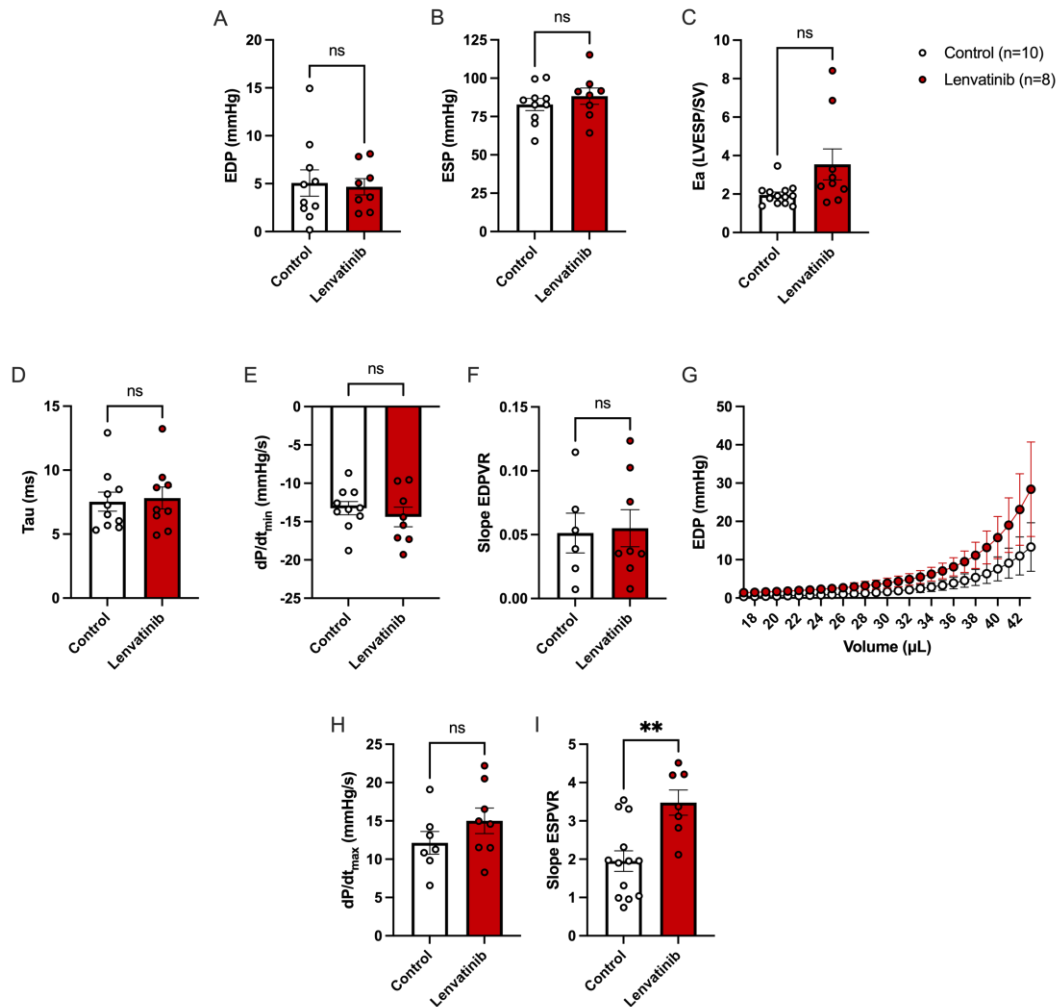 A
ns
EDP (mmHg)
20
15
10
5
0
Control
Lenvatinib
B
ns
ESP (mmHg)
125
100
75
50
25
0
Control
Lenvatinib
C
ns
Ea (LVESP/SV)
10
8
6
4
2
0
Control
Lenvatinib
Control (n=10)
Lenvatinib (n=8)
D
ns
Tau (ms)
15
10
5
0
Control
Lenvatinib
E
ns
dP/dtmin (mmHg/s)
0
-5
-10
-15
-20
-25
Control
Lenvatinib
F
ns
Slope EDPVR
0.15
0.10
0.05
0.00
Control
Lenvatinib
G
EDP (mmHg)
50
40
30
20
10
0
18 20 22 24 26 28 30 32 34 36 38 40 42
Volume (µL)
H
ns
dP/dtmax (mmHg/s)
25
20
15
10
5
0
Control
Lenvatinib
I
**
Slope ESPVR
5
4
3
2
1
0
Control
Lenvatinib